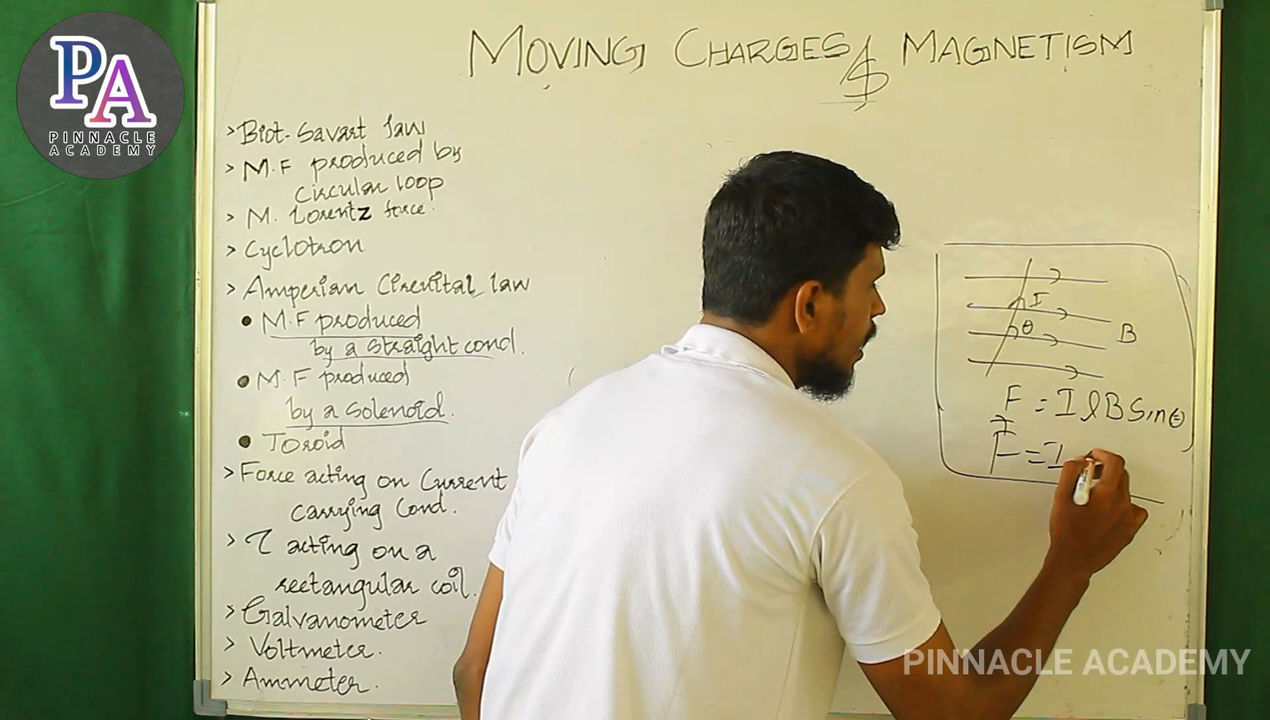 PA
PINNACLE
ACADEMY
MOVING CHARGES & MAGNETISM
> Biot-Savart law
> M.F produced by
circular loop
> M. Lorentz force.
> Cyclotron
> Amperian Circuital law
• M.F produced
by a straight cond.
• M.F produced
by a solenoid.
• Toroid
> Force acting on Current
carrying Cond.
> τ acting on a
rectangular coil.
> Galvanometer
> Voltmeter.
> Ammeter.
I
θ
B
F = I l B sin θ
F = I
PINNACLE ACADEMY